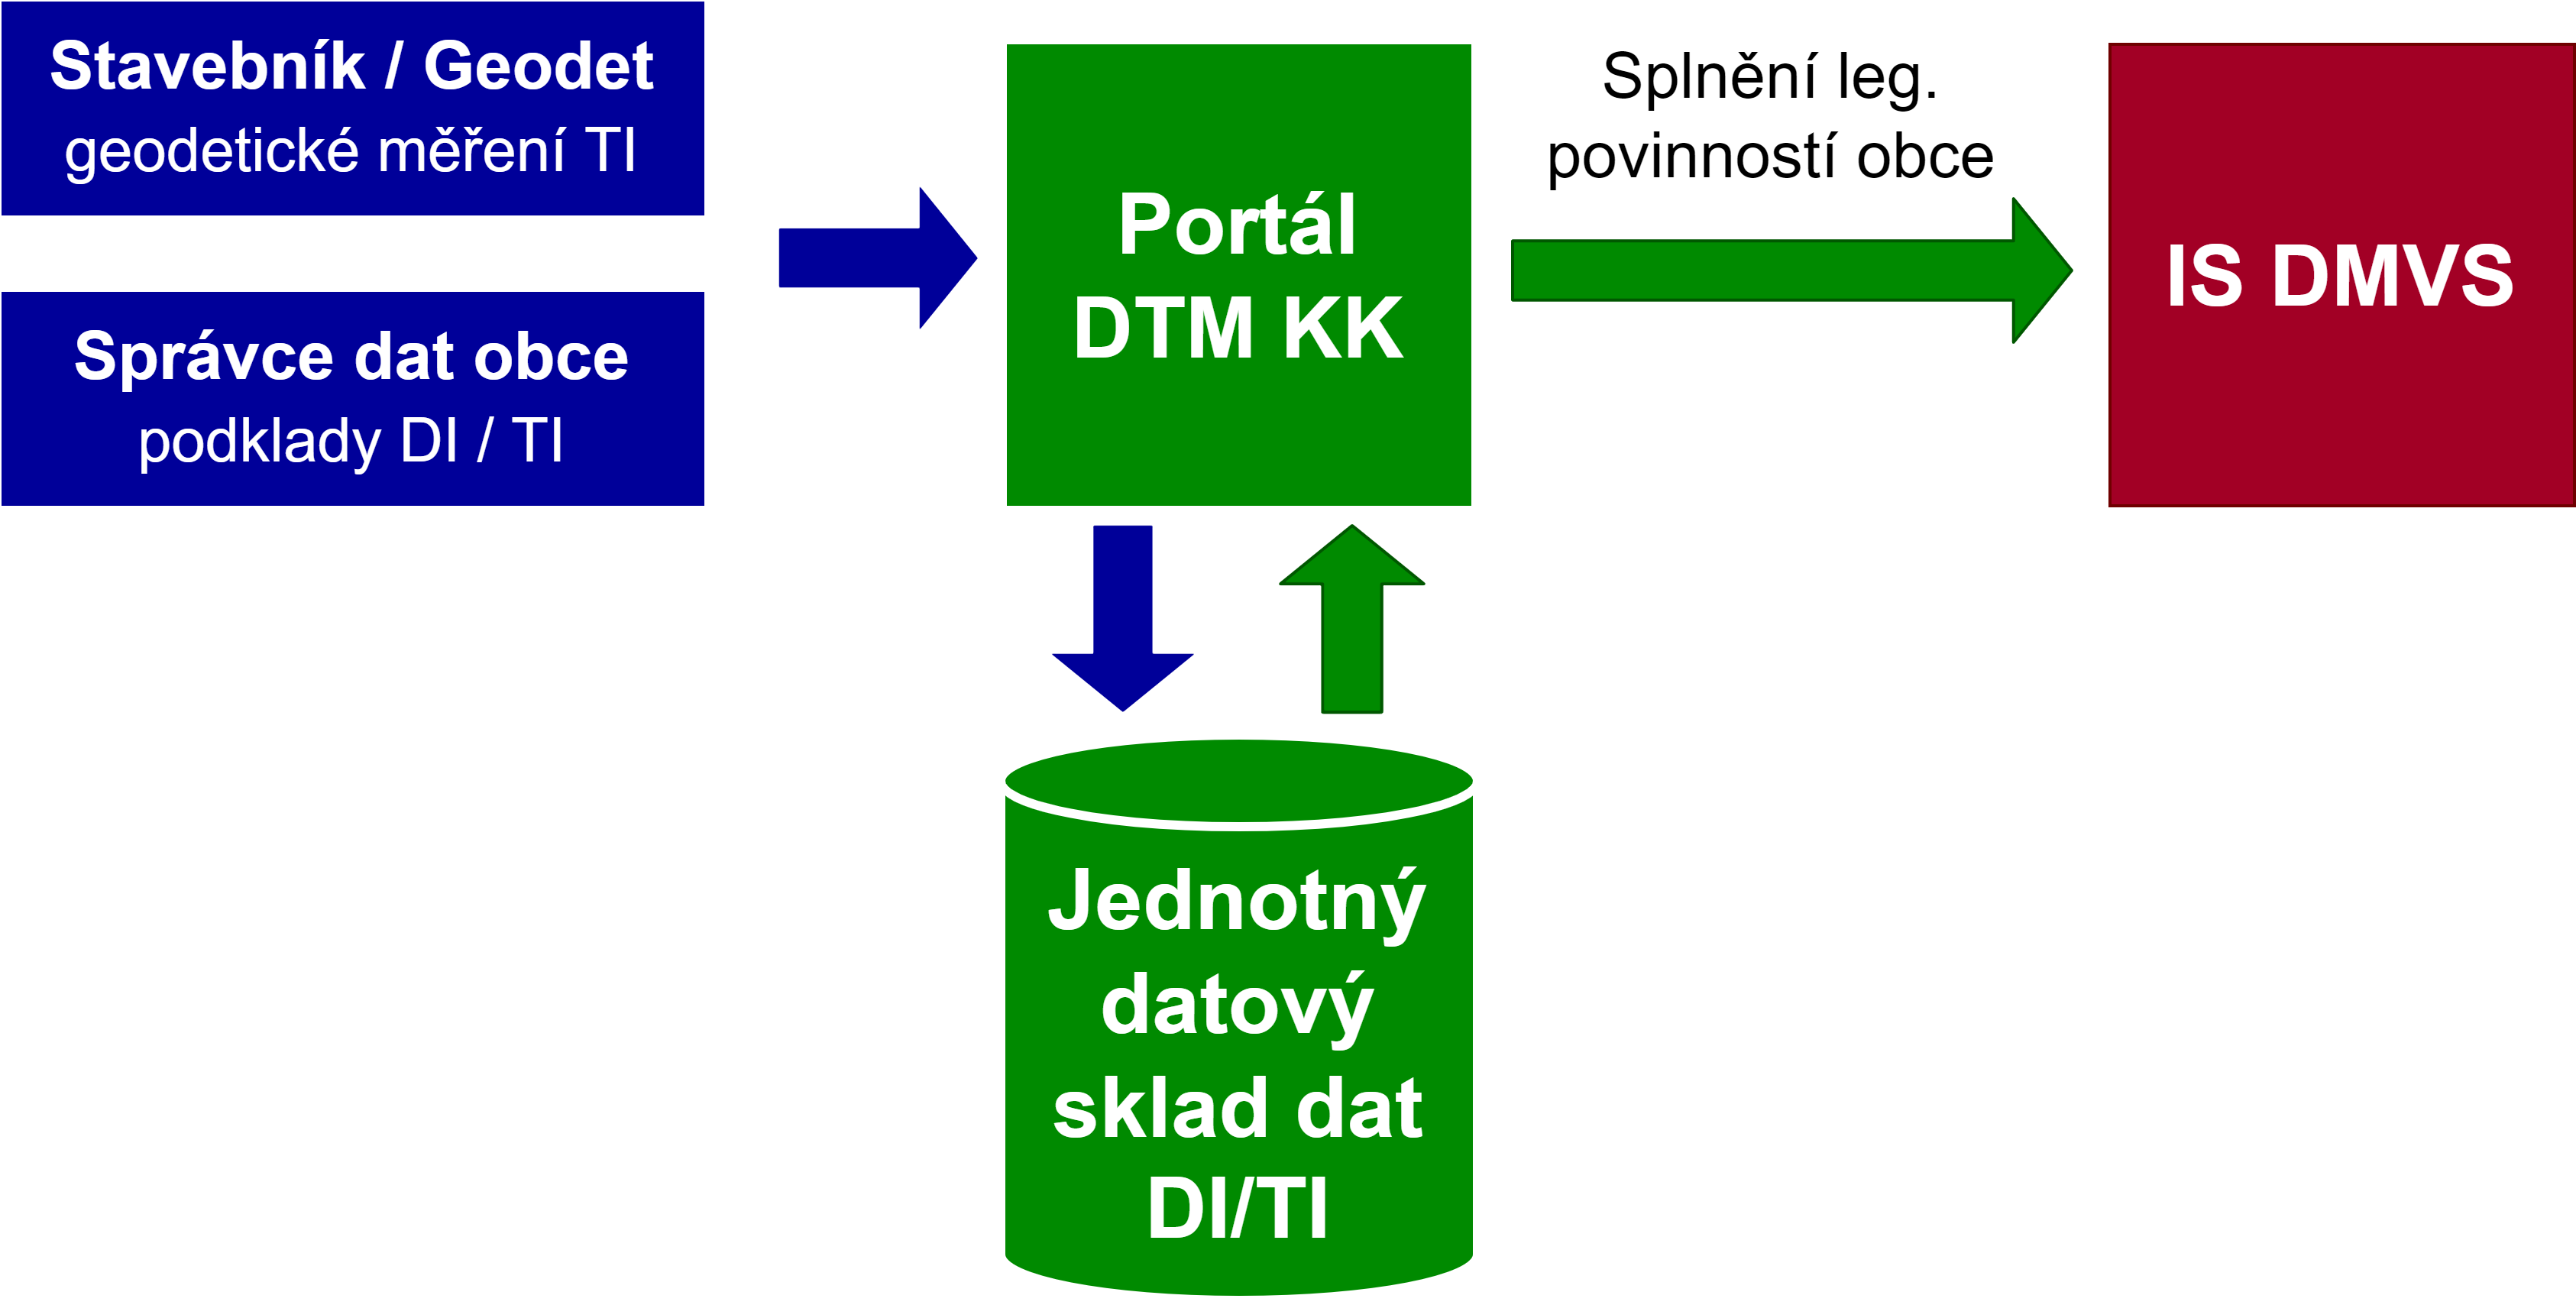 Stavebník / Geodet
geodetické měření TI
Správce dat obce
podklady DI / TI
Portál
DTM KK
Splnění leg.
povinností obce
IS DMVS
Jednotný
datový
sklad dat
DI/TI